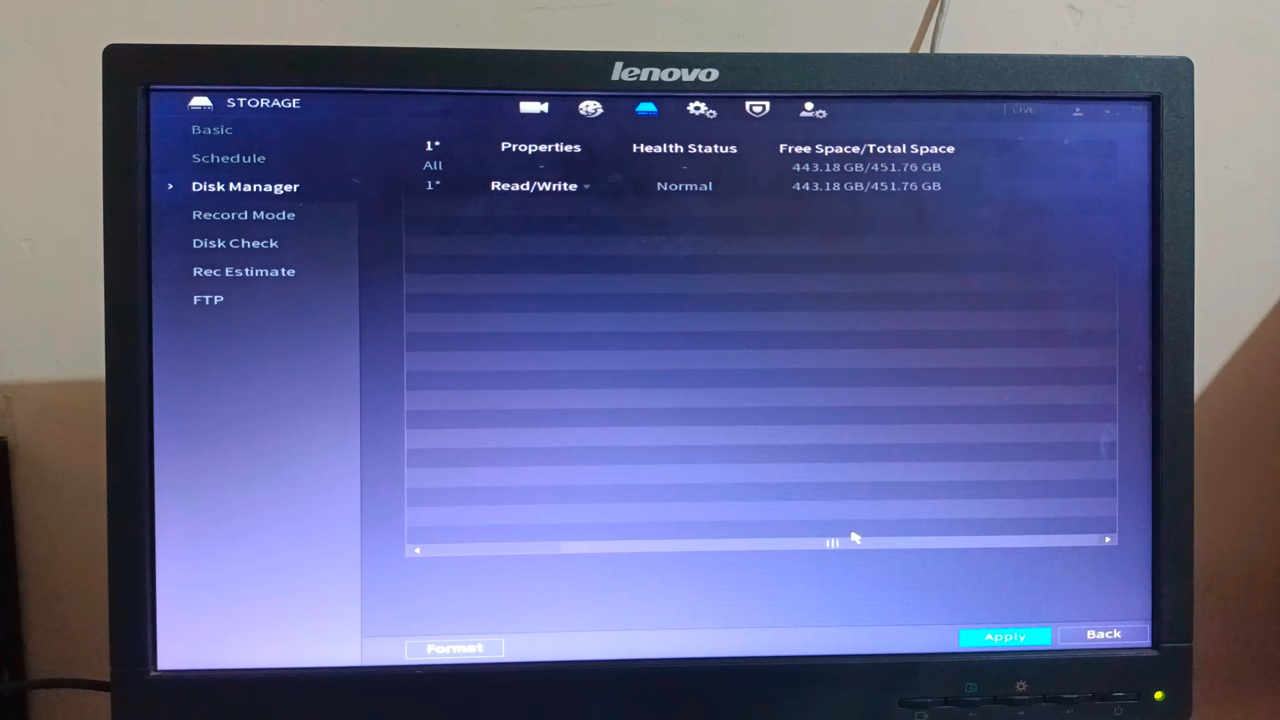 lenovo
STORAGE
LIVE
Basic
Schedule
> Disk Manager
Record Mode
Disk Check
Rec Estimate
FTP
1* Properties Health Status Free Space/Total Space
All - - 443.18 GB/451.76 GB
1* Read/Write Normal 443.18 GB/451.76 GB
Format
Apply
Back